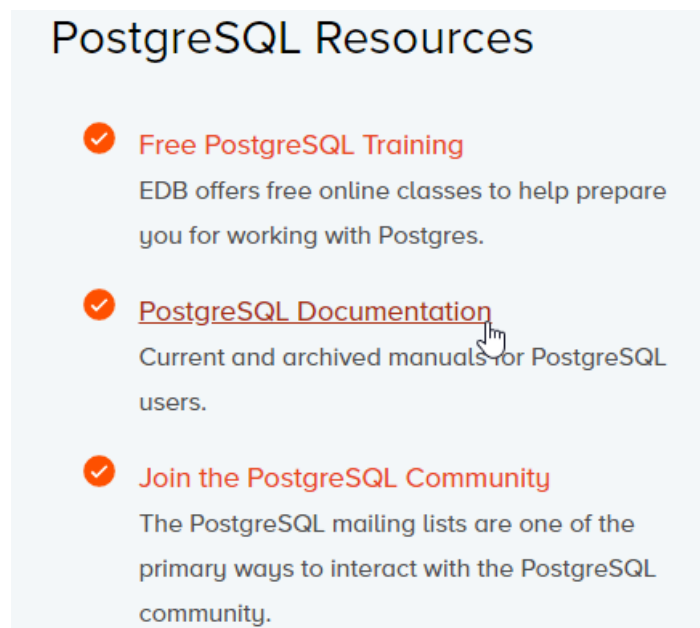 PostgreSQL Resources
Free PostgreSQL Training
EDB offers free online classes to help prepare
you for working with Postgres.
PostgreSQL Documentation
Current and archived manuals for PostgreSQL
users.
Join the PostgreSQL Community
The PostgreSQL mailing lists are one of the
primary ways to interact with the PostgreSQL
community.